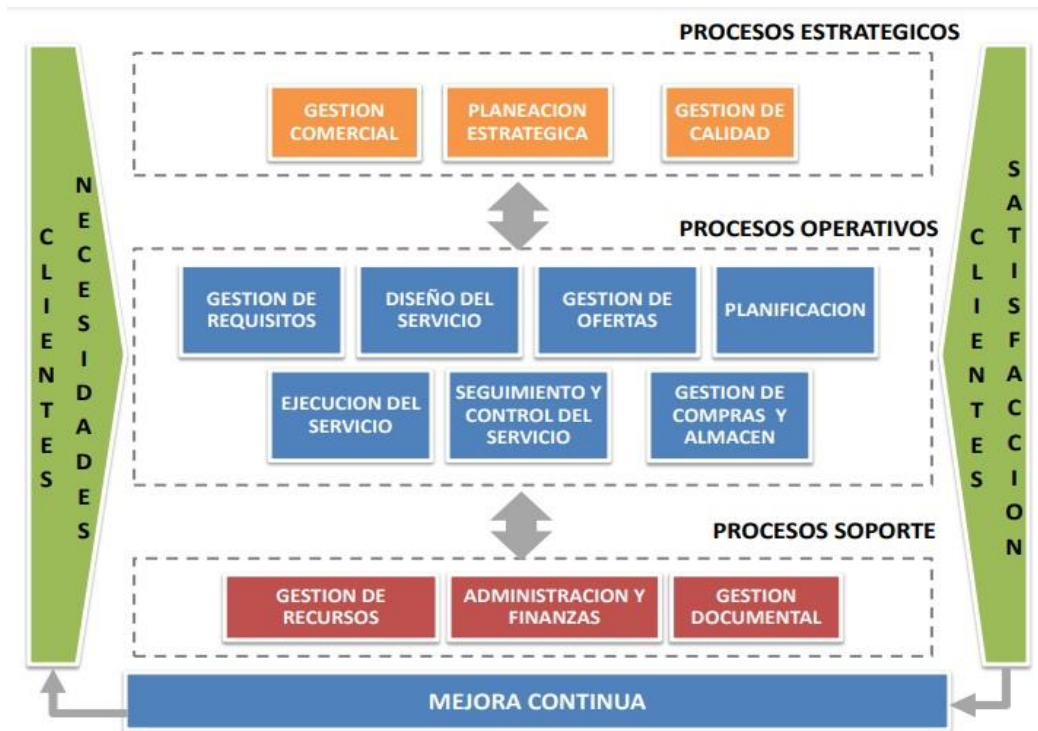 PROCESOS ESTRATEGICOS
GESTION
COMERCIAL
PLANEACION
ESTRATEGICA
GESTION DE
CALIDAD
CLIENTES
NECESIDADES
PROCESOS OPERATIVOS
GESTION DE
REQUISITOS
DISEÑO DEL
SERVICIO
GESTION DE
OFERTAS
PLANIFICACION
EJECUCION DEL
SERVICIO
SEGUIMIENTO Y
CONTROL DEL
SERVICIO
GESTION DE
COMPRAS Y
ALMACEN
CLIENTES
SATISFACCION
PROCESOS SOPORTE
GESTION DE
RECURSOS
ADMINISTRACION Y
FINANZAS
GESTION
DOCUMENTAL
MEJORA CONTINUA